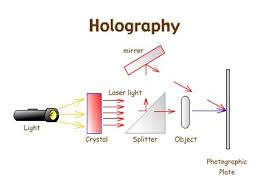 Holography
mirror
Laser light
Light
Crystal
Splitter
Object
Photographic
Plate